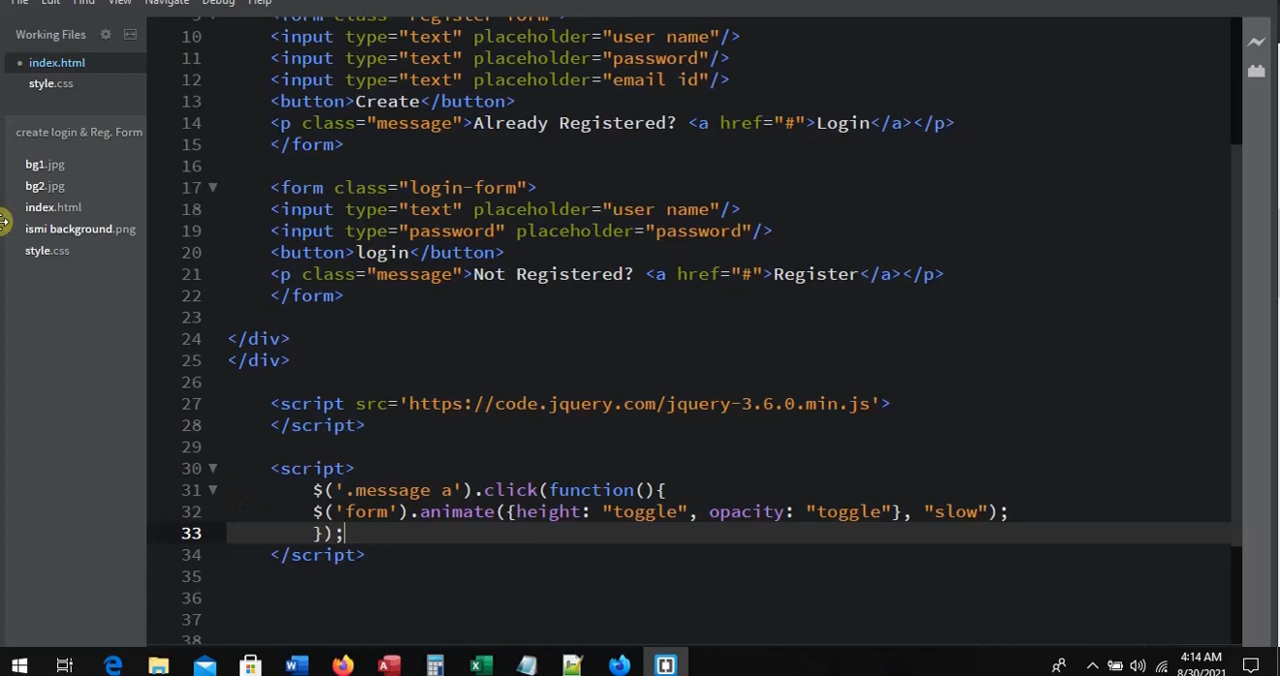 File Edit Find View Navigate Debug Help
Working Files
• index.html
style.css
create login & Reg. Form
bg1.jpg
bg2.jpg
index.html
ismi background.png
style.css
9 <form class="register-form">
10 <input type="text" placeholder="user name"/>
11 <input type="text" placeholder="password"/>
12 <input type="text" placeholder="email id"/>
13 <button>Create</button>
14 <p class="message">Already Registered? <a href="#">Login</a></p>
15 </form>
16
17 <form class="login-form">
18 <input type="text" placeholder="user name"/>
19 <input type="password" placeholder="password"/>
20 <button>login</button>
21 <p class="message">Not Registered? <a href="#">Register</a></p>
22 </form>
23
24 </div>
25 </div>
26
27 <script src='https://code.jquery.com/jquery-3.6.0.min.js'>
28 </script>
29
30 <script>
31 $('.message a').click(function(){
32 $('form').animate({height: "toggle", opacity: "toggle"}, "slow");
33 });
34 </script>
35
36
37
38
4:14 AM
8/30/2021